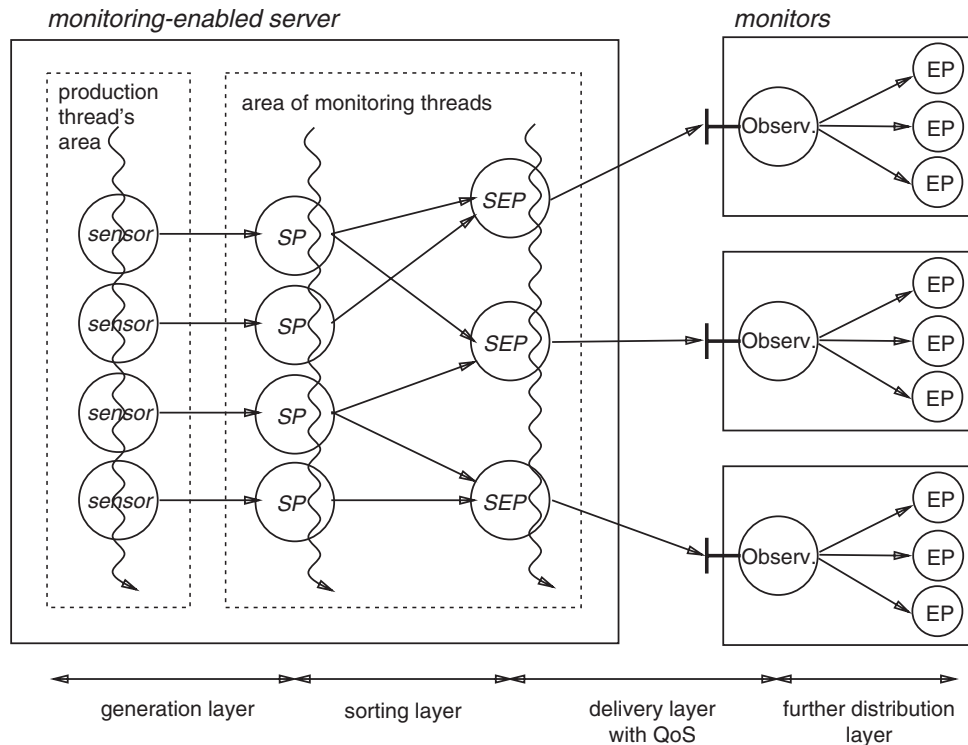 monitoring-enabled server
monitors
production
thread's
area
area of monitoring threads
sensor
sensor
sensor
sensor
SP
SP
SP
SP
SEP
SEP
SEP
Observ.
EP
EP
EP
Observ.
EP
EP
EP
Observ.
EP
EP
EP
generation layer
sorting layer
delivery layer
with QoS
further distribution
layer